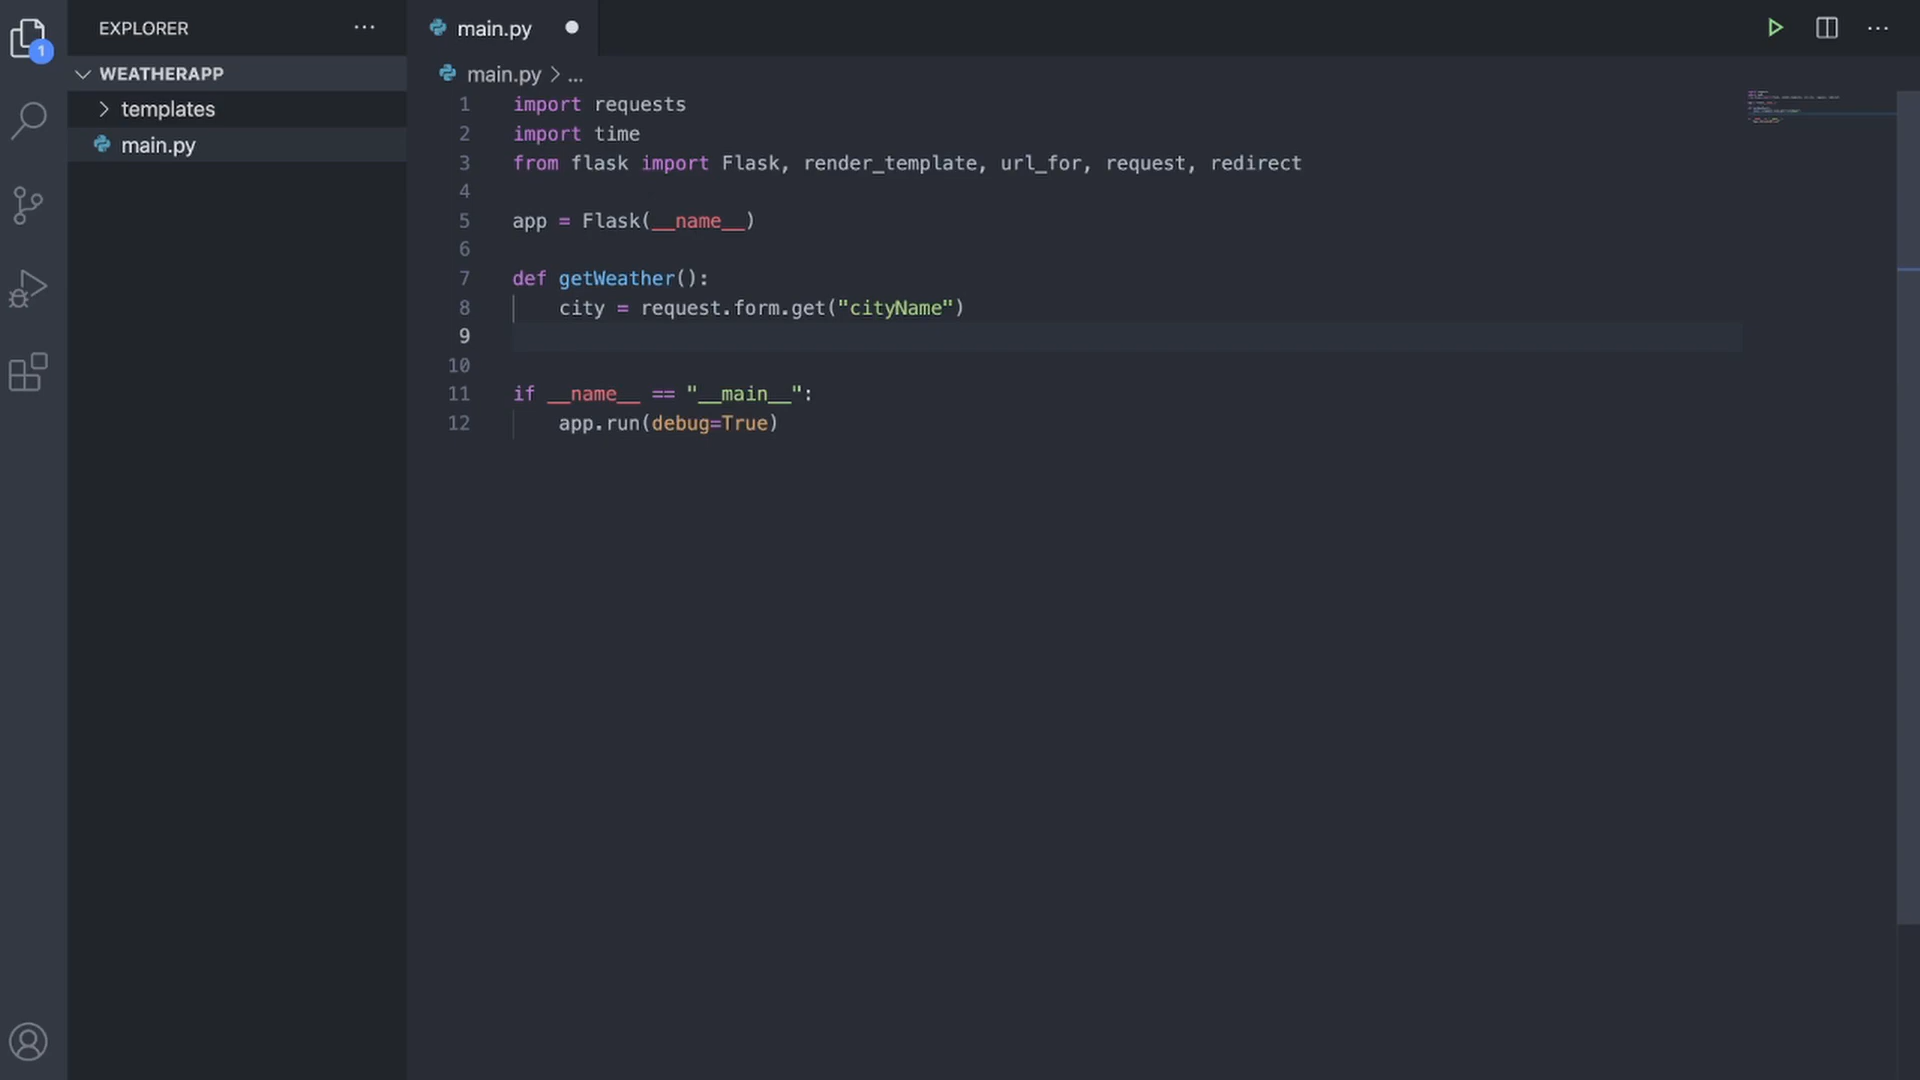 EXPLORER
main.py
1
WEATHERAPP
templates
main.py
main.py > ...
1 import requests
2 import time
3 from flask import Flask, render_template, url_for, request, redirect
4
5 app = Flask(__name__)
6
7 def getWeather():
8 city = request.form.get("cityName")
9
10
11 if __name__ == "__main__":
12 app.run(debug=True)